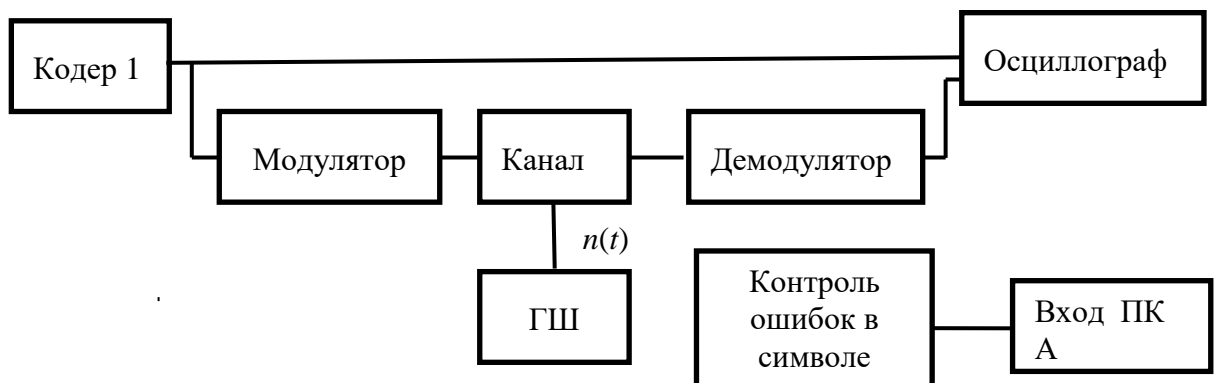 Кодер 1
Осциллограф
Модулятор
Канал
Демодулятор
n(t)
ГШ
Контроль
ошибок в
символе
Вход ПК
А